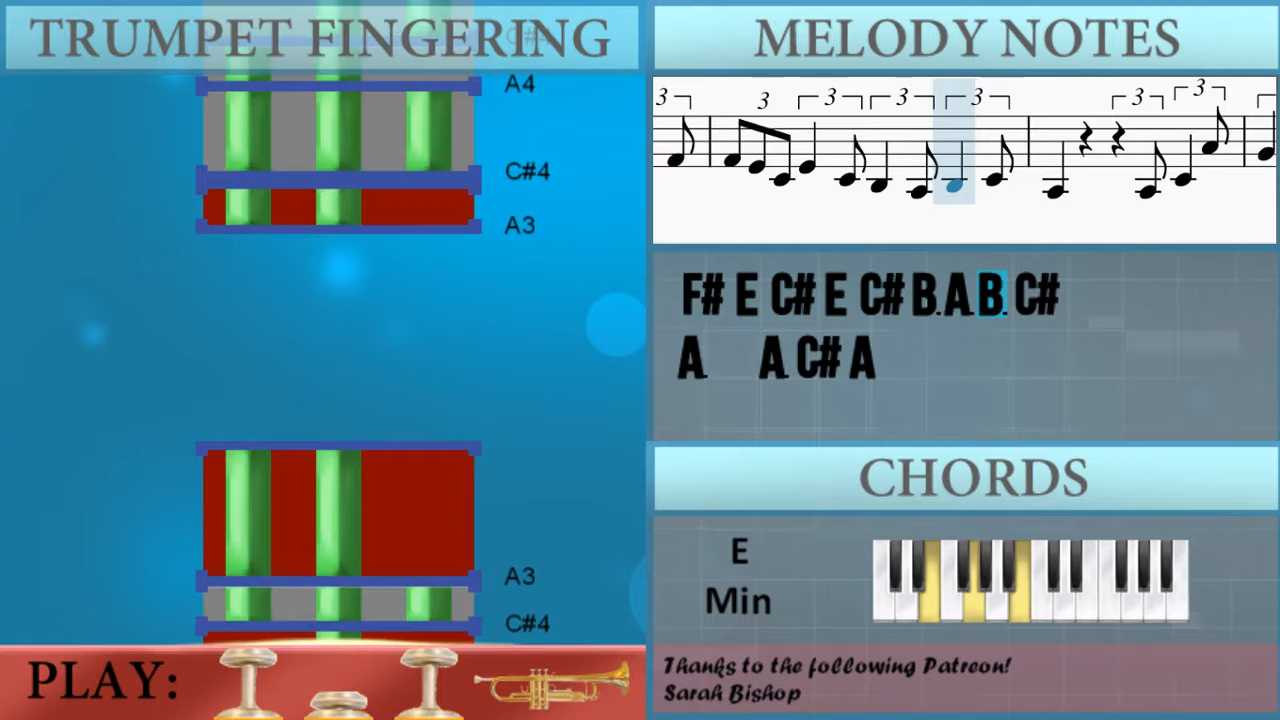 TRUMPET FINGERING
A4
C#4
A3
A3
C#4
PLAY:
MELODY NOTES
3 3 3 3 3 3 3
F# E C# E C# B. A. B. C#
A. A. C# A
CHORDS
E
Min
Thanks to the following Patreon!
Sarah Bishop